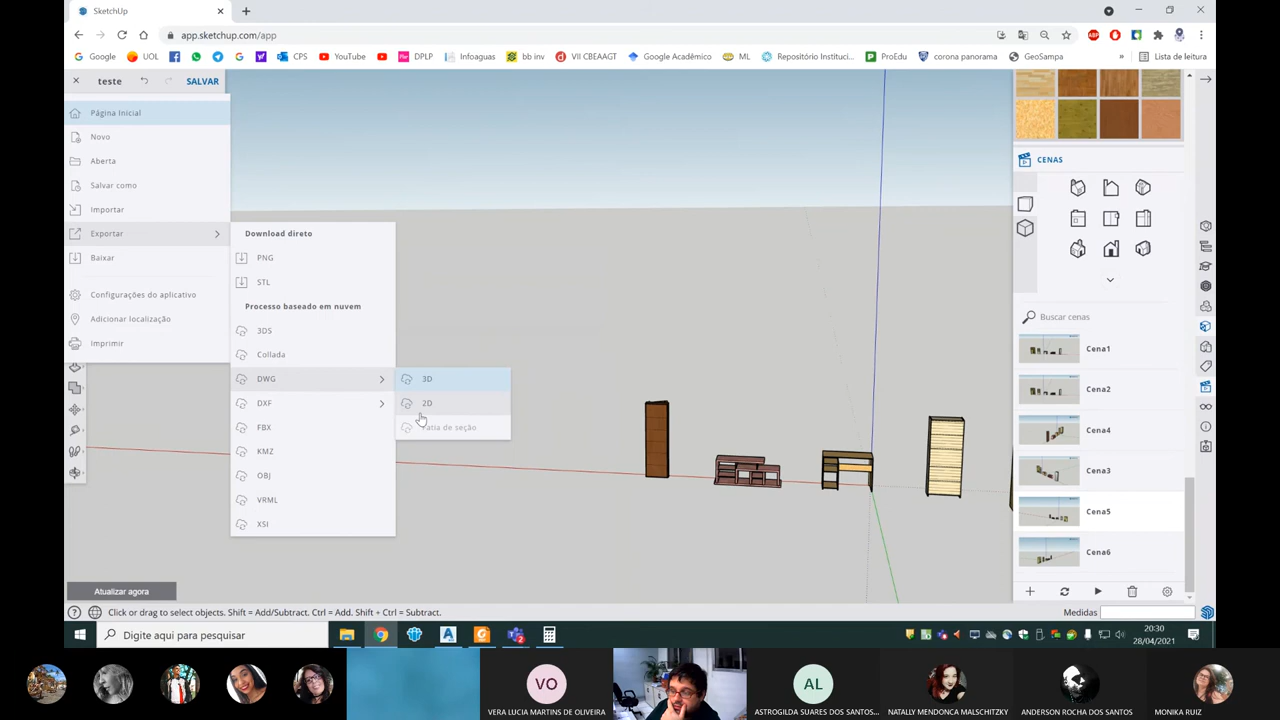 SketchUp
app.sketchup.com/app
Google
UOL
CPS
YouTube
DPLP
Infoaguas
bb inv
VII CBEAAGT
Google Acadêmico
ML
Repositório Instituci...
ProEdu
corona panorama
GeoSampa
»
Lista de leitura
teste
SALVAR
Página Inicial
Novo
Aberta
Salvar como
Importar
Exportar
Baixar
Configurações do aplicativo
Adicionar localização
Imprimir
Download direto
PNG
STL
Processo baseado em nuvem
3DS
Collada
DWG
DXF
FBX
KMZ
OBJ
VRML
XSI
3D
2D
Fatia de seção
CENAS
Buscar cenas
Cena1
Cena2
Cena4
Cena3
Cena5
Cena6
Atualizar agora
Click or drag to select objects. Shift = Add/Subtract. Ctrl = Add. Shift + Ctrl = Subtract.
Medidas
Digite aqui para pesquisar
20:30
28/04/2021
VO
VERA LUCIA MARTINS DE OLIVEIRA
AL
ASTROGILDA SUARES DOS SANTOS...
NATALLY MENDONCA MALSCHITZKY
ANDERSON ROCHA DOS SANTOS
MONIKA RUIZ